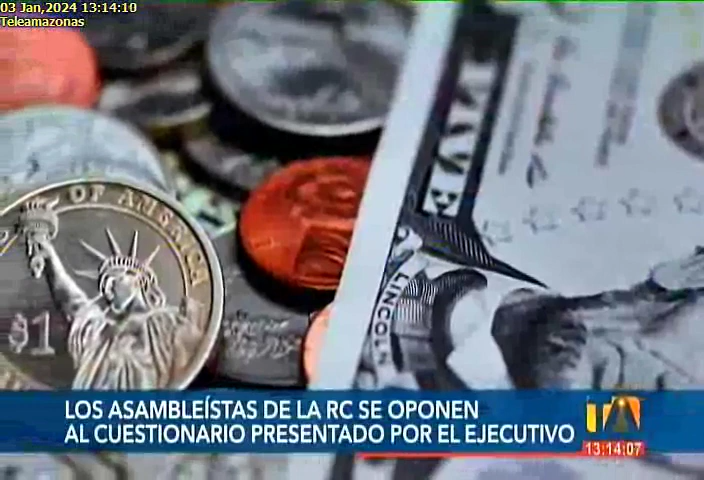 03 Jan,2024 13:14:10
Teleamazonas
OF AMERICA
$1
FIVE
LINCOLN
LOS ASAMBLEÍSTAS DE LA RC SE OPONEN
AL CUESTIONARIO PRESENTADO POR EL EJECUTIVO
13:14:07